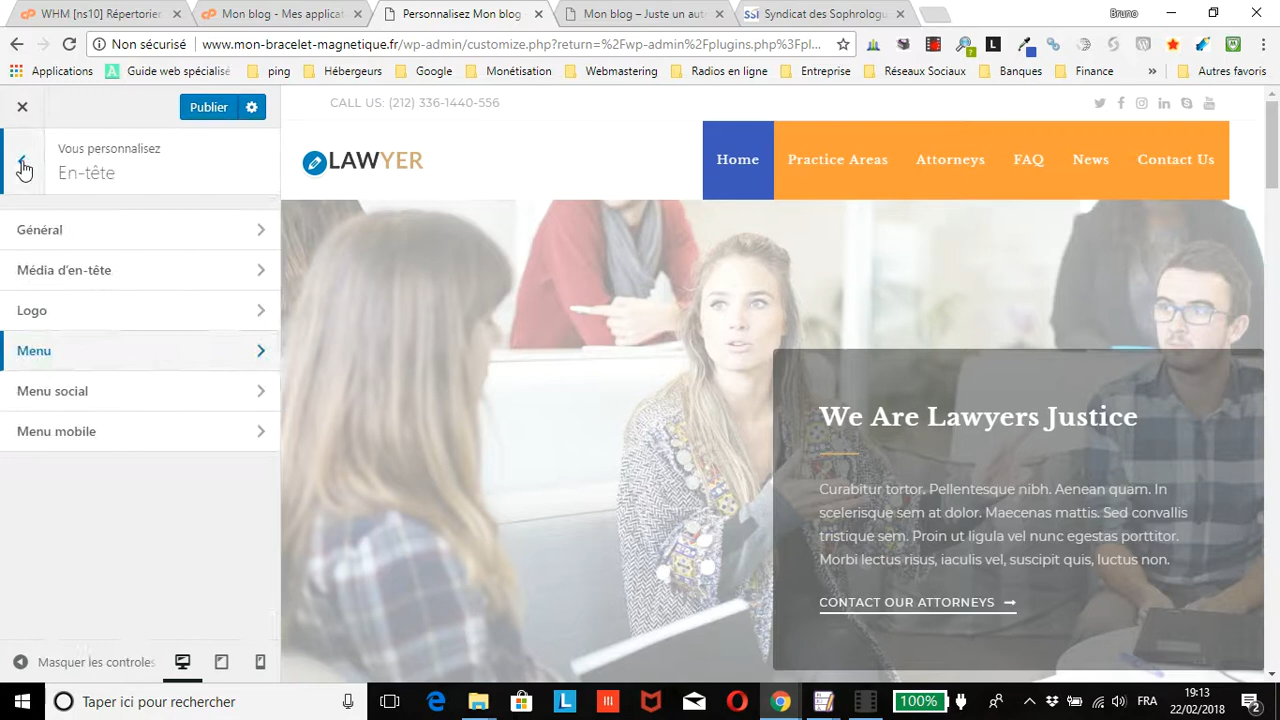 WHM [ns10] Répertoire
Mon blog - Mes applicat
Personnalisez Mon blog
Mon blog – Juste un aut
Syndicat des Sophrologu
Bruno
Non sécurisé
www.mon-bracelet-magnetique.fr/wp-admin/customize.php?return=%2Fwp-admin%2Fplugins.php%3Fpl...
Applications
Guide web spécialisé
ping
Hébergeurs
Google
Monétisation
Webmastering
Radios en ligne
Entreprise
Réseaux Sociaux
Banques
Finance
»
Autres favoris
Publier
Vous personnalisez
En-tête
Général
Média d'en-tête
Logo
Menu
Menu social
Menu mobile
Masquer les controles
CALL US: (212) 336-1440-556
LAWYER
Home
Practice Areas
Attorneys
FAQ
News
Contact Us
We Are Lawyers Justice
Curabitur tortor. Pellentesque nibh. Aenean quam. In
scelerisque sem at dolor. Maecenas mattis. Sed convallis
tristique sem. Proin ut ligula vel nunc egestas porttitor.
Morbi lectus risus, iaculis vel, suscipit quis, luctus non.
CONTACT OUR ATTORNEYS
Taper ici pour rechercher
100%
FRA
19:13
22/02/2018
2